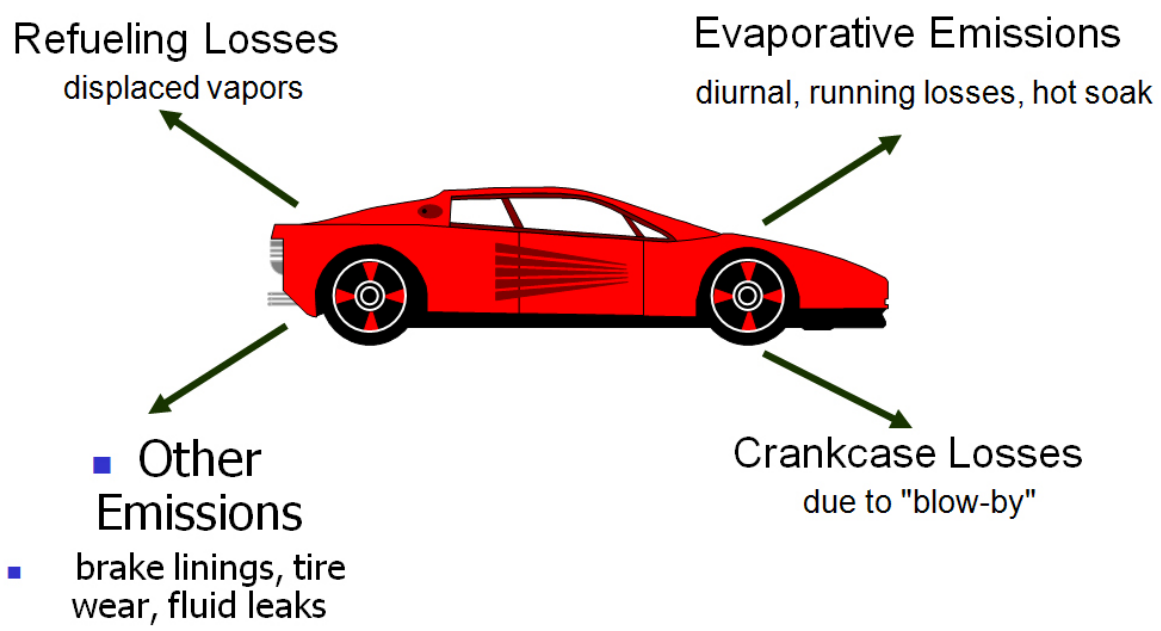 Refueling Losses
displaced vapors
Evaporative Emissions
diurnal, running losses, hot soak
Other
Emissions
brake linings, tire
wear, fluid leaks
Crankcase Losses
due to "blow-by"